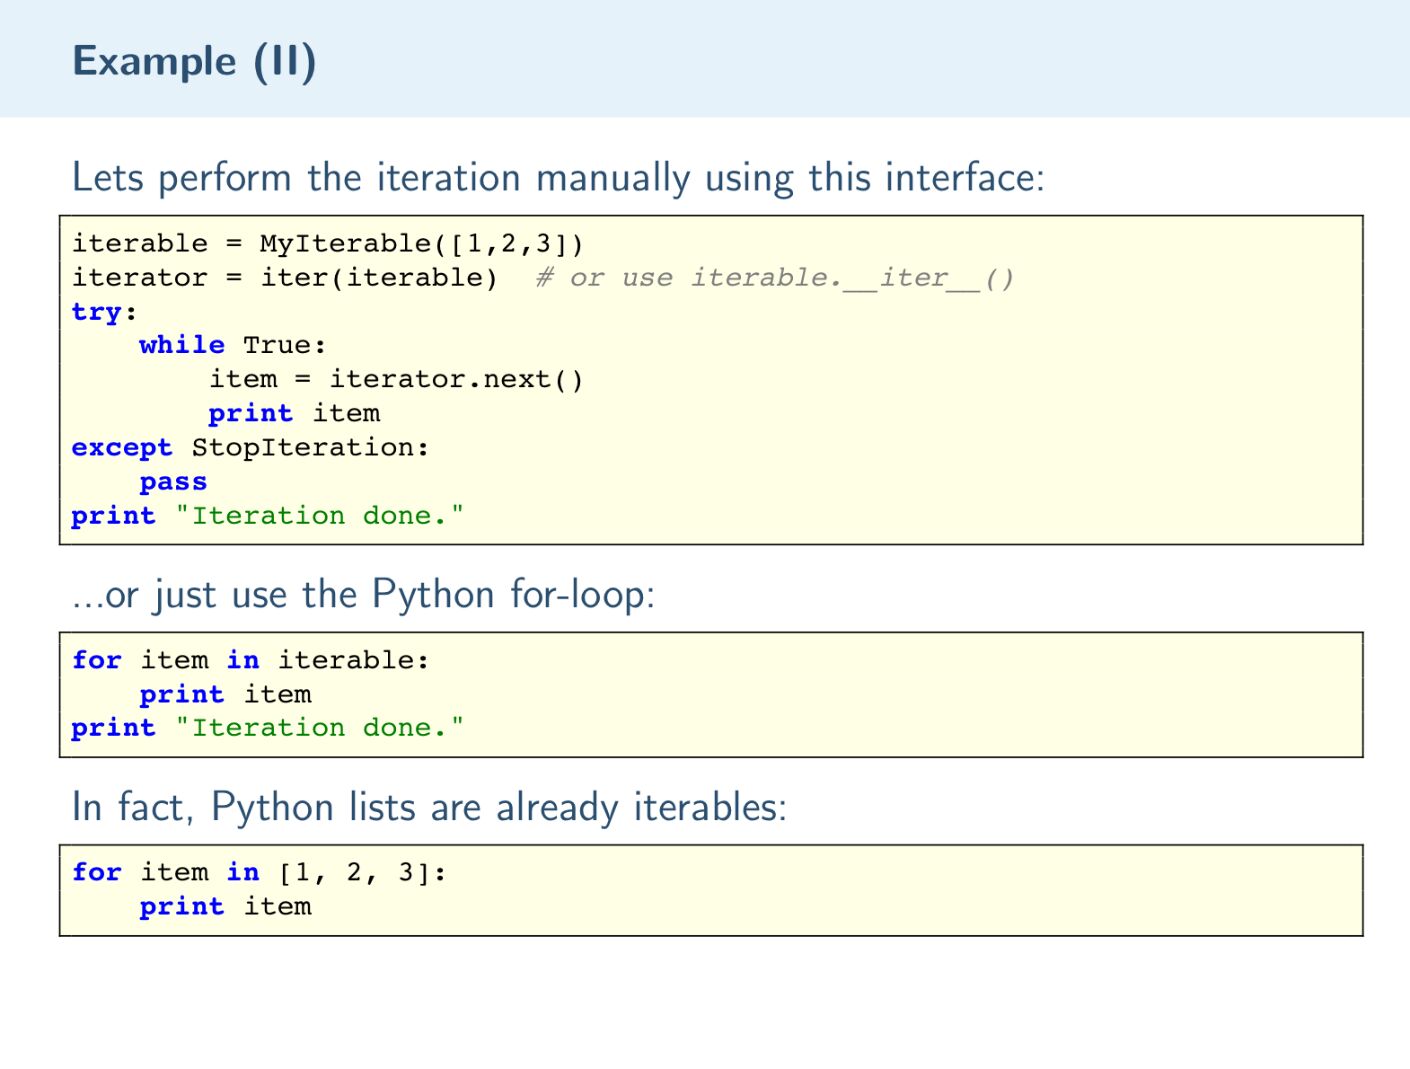 Example (II)
Lets perform the iteration manually using this interface:
iterable = MyIterable([1,2,3])
iterator = iter(iterable)  # or use iterable.__iter__()
try:
    while True:
        item = iterator.next()
        print item
except StopIteration:
    pass
print "Iteration done."
...or just use the Python for-loop:
for item in iterable:
    print item
print "Iteration done."
In fact, Python lists are already iterables:
for item in [1, 2, 3]:
    print item